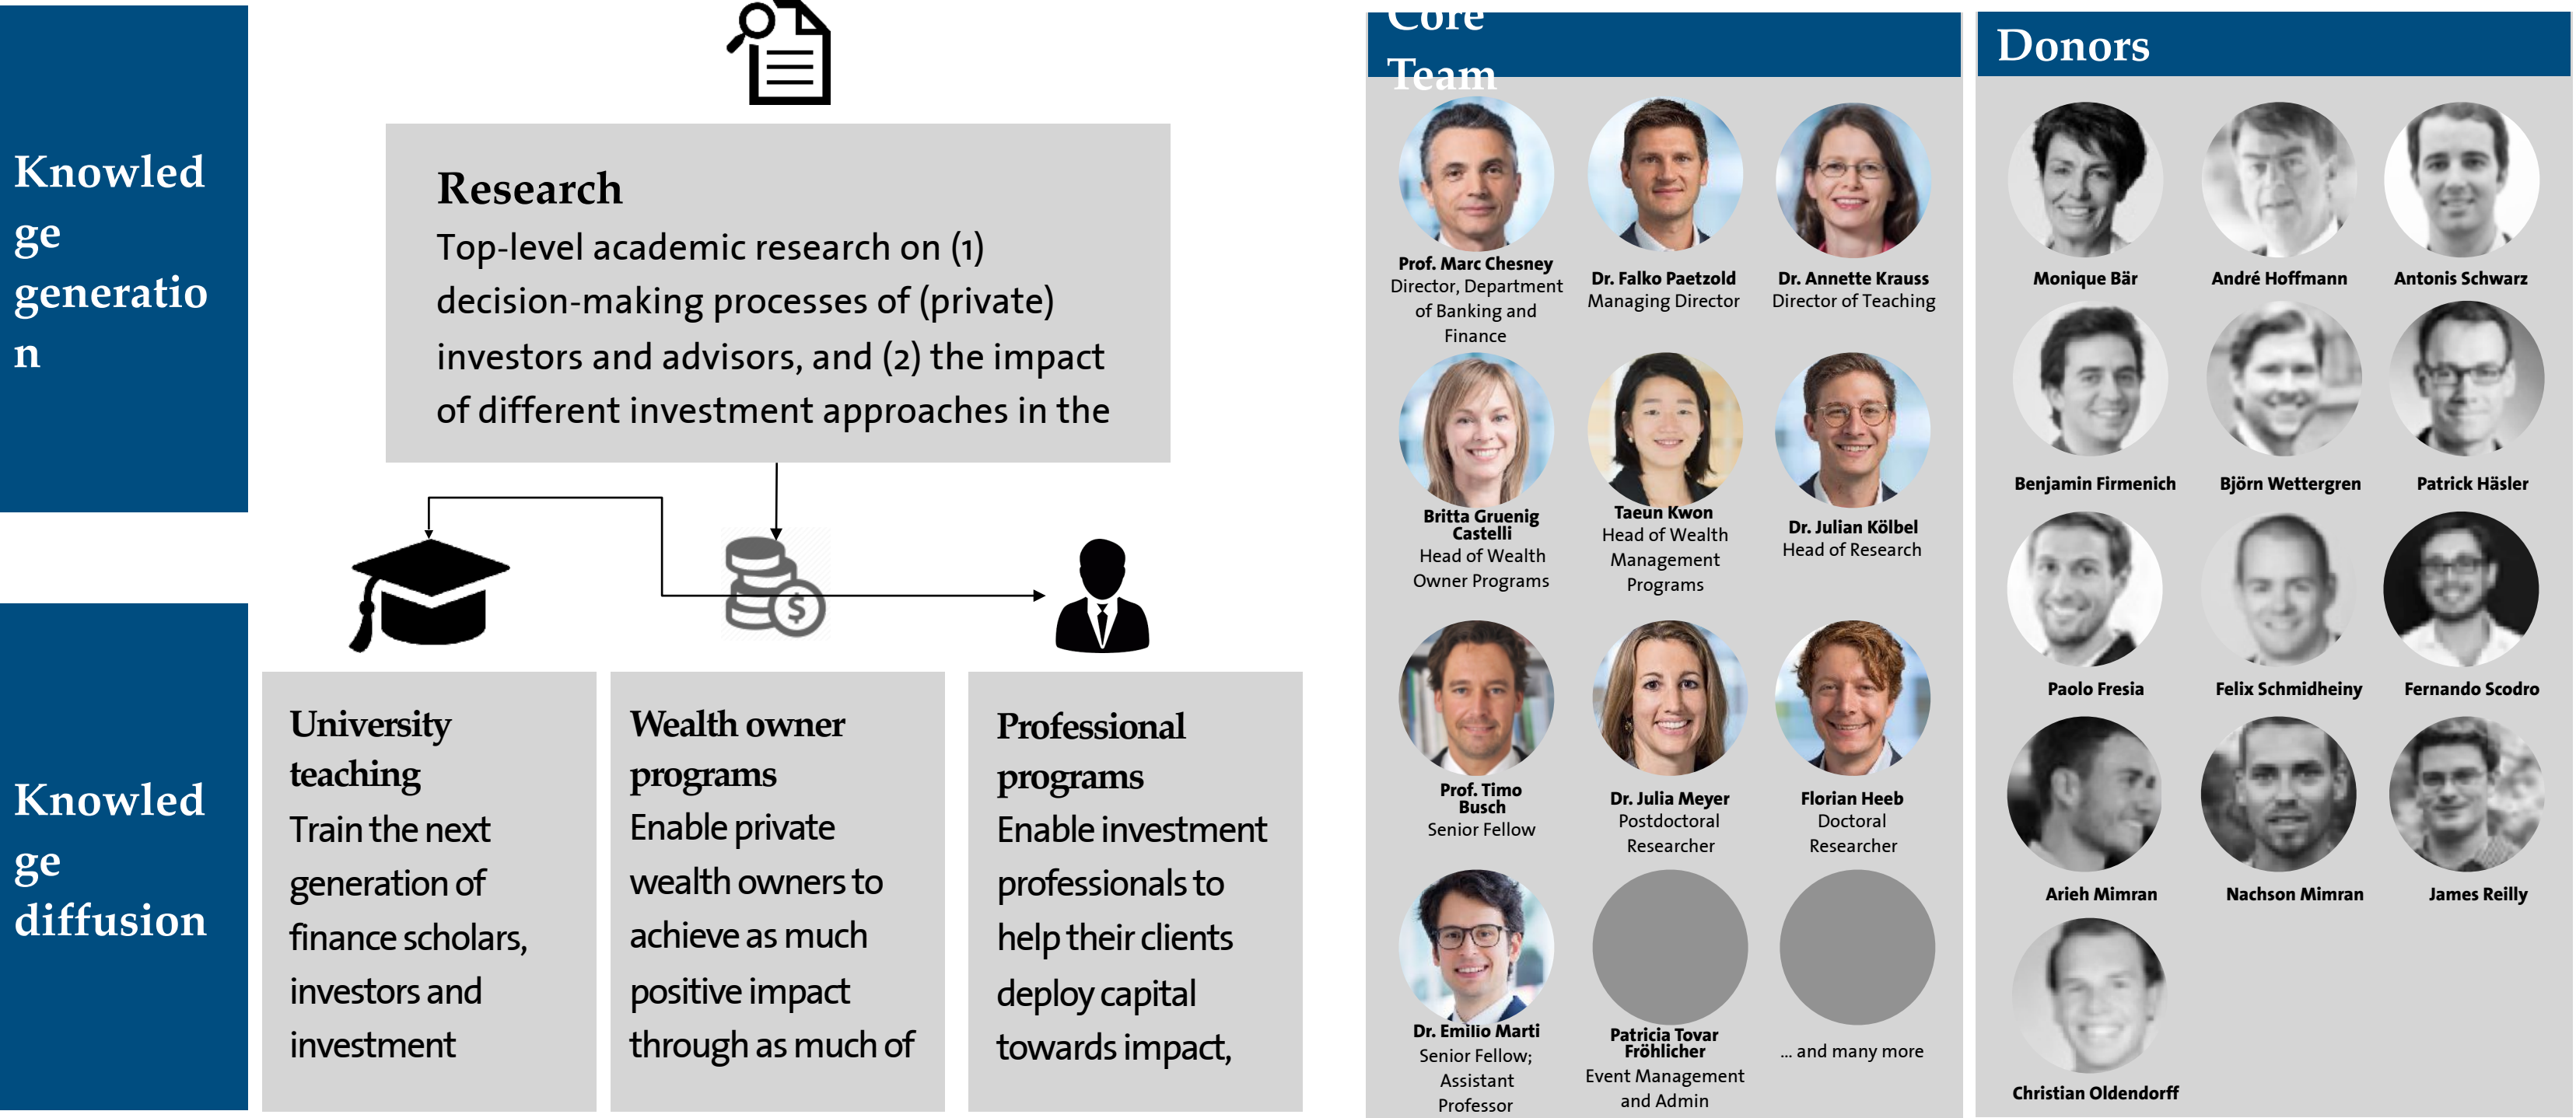 Knowled
ge
generatio
n
Research
Top-level academic research on (1)
decision-making processes of (private)
investors and advisors, and (2) the impact
of different investment approaches in the
$
Knowled
ge
diffusion
University
teaching
Train the next
generation of
finance scholars,
investors and
investment
Wealth owner
programs
Enable private
wealth owners to
achieve as much
positive impact
through as much of
Professional
programs
Enable investment
professionals to
help their clients
deploy capital
towards impact,
Core
Team
Prof. Marc Chesney
Director, Department
of Banking and
Finance
Dr. Falko Paetzold
Managing Director
Dr. Annette Krauss
Director of Teaching
Britta Gruenig
Castelli
Head of Wealth
Owner Programs
Taeun Kwon
Head of Wealth
Management
Programs
Dr. Julian Kölbel
Head of Research
Prof. Timo
Busch
Senior Fellow
Dr. Julia Meyer
Postdoctoral
Researcher
Florian Heeb
Doctoral
Researcher
Dr. Emilio Marti
Senior Fellow;
Assistant
Professor
Patricia Tovar
Fröhlicher
Event Management
and Admin
... and many more
Donors
Monique Bär
André Hoffmann
Antonis Schwarz
Benjamin Firmenich
Björn Wettergren
Patrick Häsler
Paolo Fresia
Felix Schmidheiny
Fernando Scodro
Arieh Mimran
Nachson Mimran
James Reilly
Christian Oldendorff